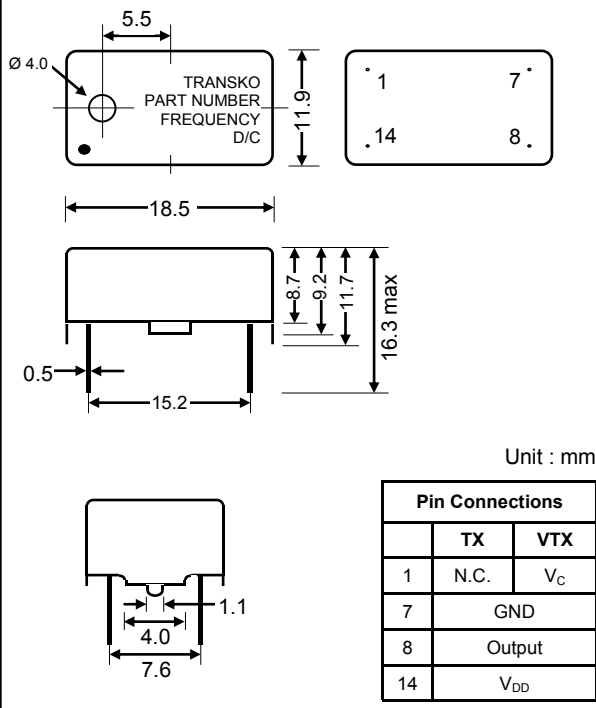 5.5
Ø 4.0
TRANSKO
PART NUMBER
FREQUENCY
D/C
11.9
1
7
14
8
18.5
8.7
9.2
11.7
16.3 max
0.5
15.2
Unit : mm
1.1
4.0
7.6
Pin Connections
TX VTX
1 N.C. VC
7 GND
8 Output
14 VDD